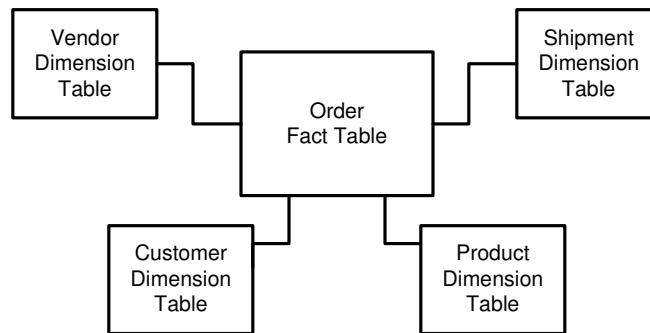 Vendor
Dimension
Table
Shipment
Dimension
Table
Order
Fact Table
Customer
Dimension
Table
Product
Dimension
Table